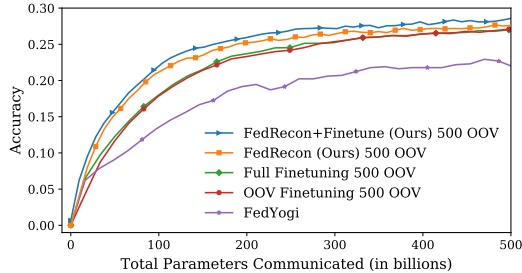 0.30
0.25
0.20
0.15
0.10
0.05
0.00
Accuracy
FedRecon+Finetune (Ours) 500 OOV
FedRecon (Ours) 500 OOV
Full Finetuning 500 OOV
OOV Finetuning 500 OOV
FedYogi
0 100 200 300 400 500
Total Parameters Communicated (in billions)